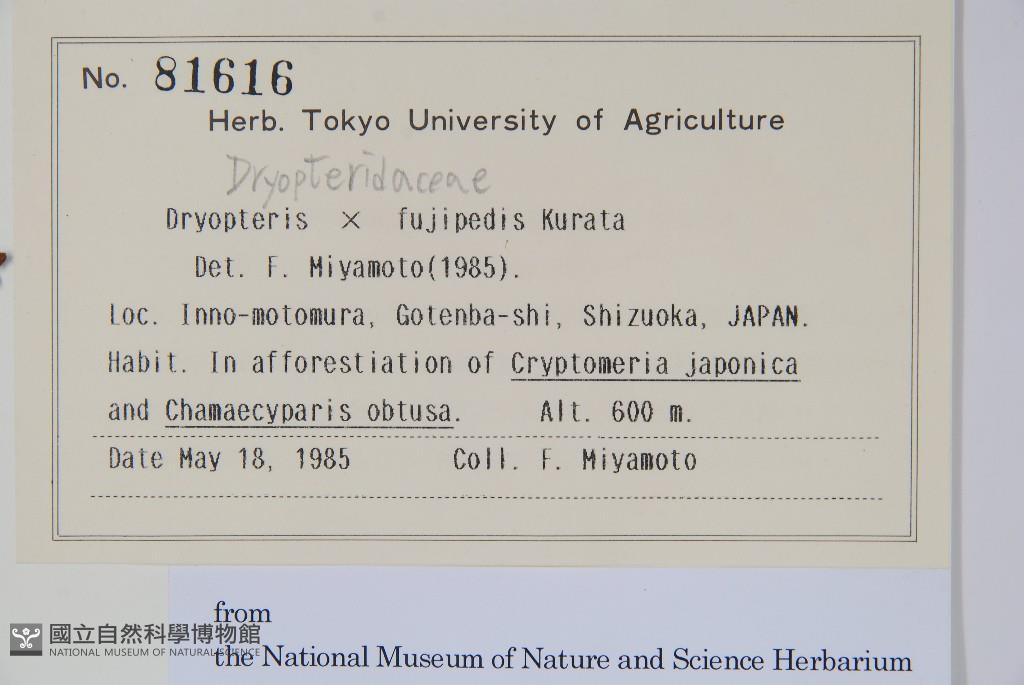 No. 81616
Herb. Tokyo University of Agriculture
Dryopteridaceae
Dryopteris × fujipedis Kurata
Det. F. Miyamoto(1985).
Loc. Inno-motomura, Gotenba-shi, Shizuoka, JAPAN.
Habit. In afforestiation of Cryptomeria japonica
and Chamaecyparis obtusa. Alt. 600 m.
Date May 18, 1985 Coll. F. Miyamoto
from
the National Museum of Nature and Science Herbarium
國立自然科學博物館
NATIONAL MUSEUM OF NATURAL SCIENCE